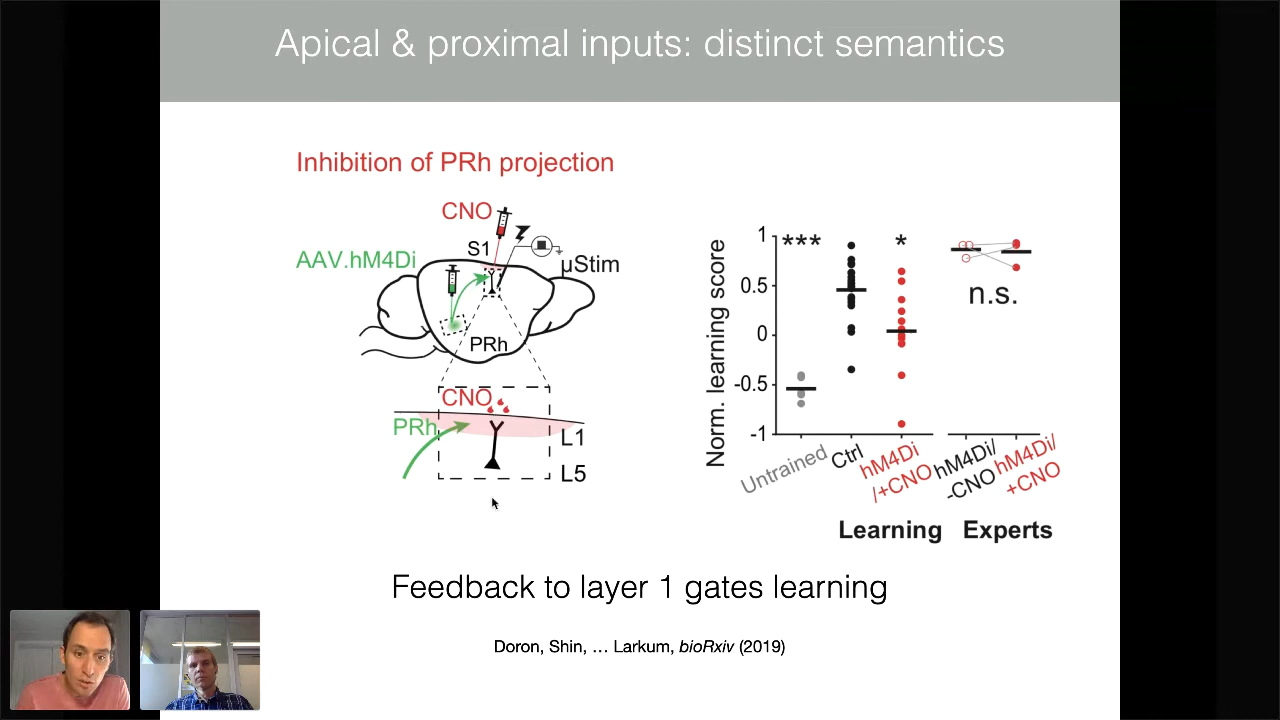 Apical & proximal inputs: distinct semantics
Inhibition of PRh projection
CNO
S1
AAV.hM4Di
µStim
PRh
CNO
PRh
L1
L5
Norm. learning score
1
0.5
0
-0.5
-1
***
*
n.s.
Untrained
Ctrl
hM4Di
/+CNO
hM4Di/
-CNO
hM4Di/
+CNO
Learning
Experts
Feedback to layer 1 gates learning
Doron, Shin, … Larkum, bioRxiv (2019)